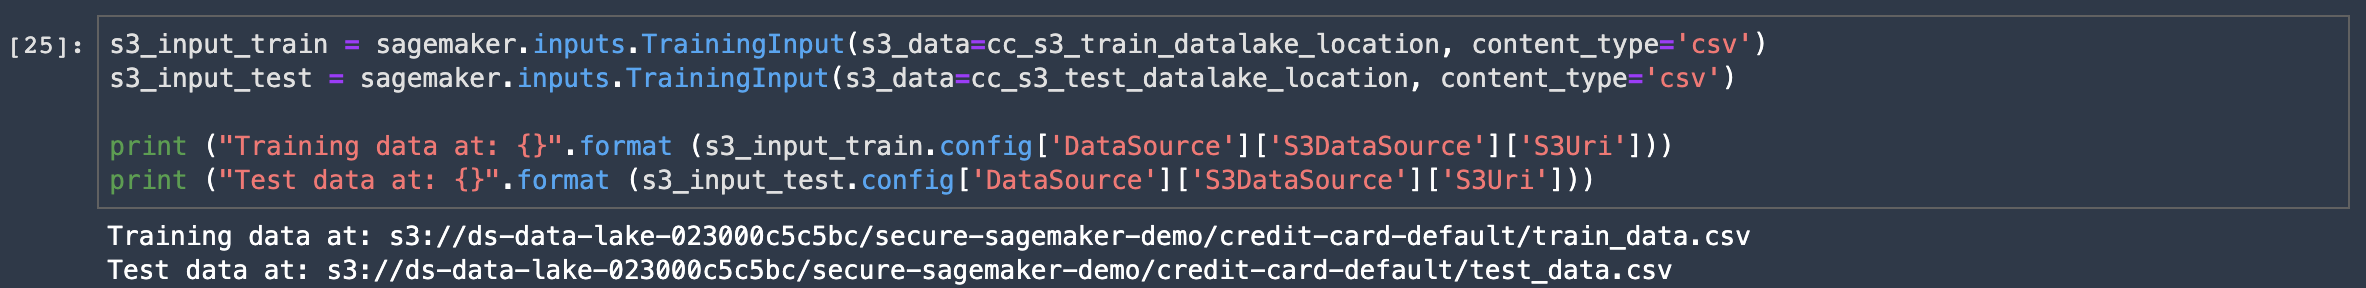 [25]: s3_input_train = sagemaker.inputs.TrainingInput(s3_data=cc_s3_train_datalake_location, content_type='csv')
s3_input_test = sagemaker.inputs.TrainingInput(s3_data=cc_s3_test_datalake_location, content_type='csv')
print ("Training data at: {}".format (s3_input_train.config['DataSource']['S3DataSource']['S3Uri']))
print ("Test data at: {}".format (s3_input_test.config['DataSource']['S3DataSource']['S3Uri']))
Training data at: s3://ds-data-lake-023000c5c5bc/secure-sagemaker-demo/credit-card-default/train_data.csv
Test data at: s3://ds-data-lake-023000c5c5bc/secure-sagemaker-demo/credit-card-default/test_data.csv